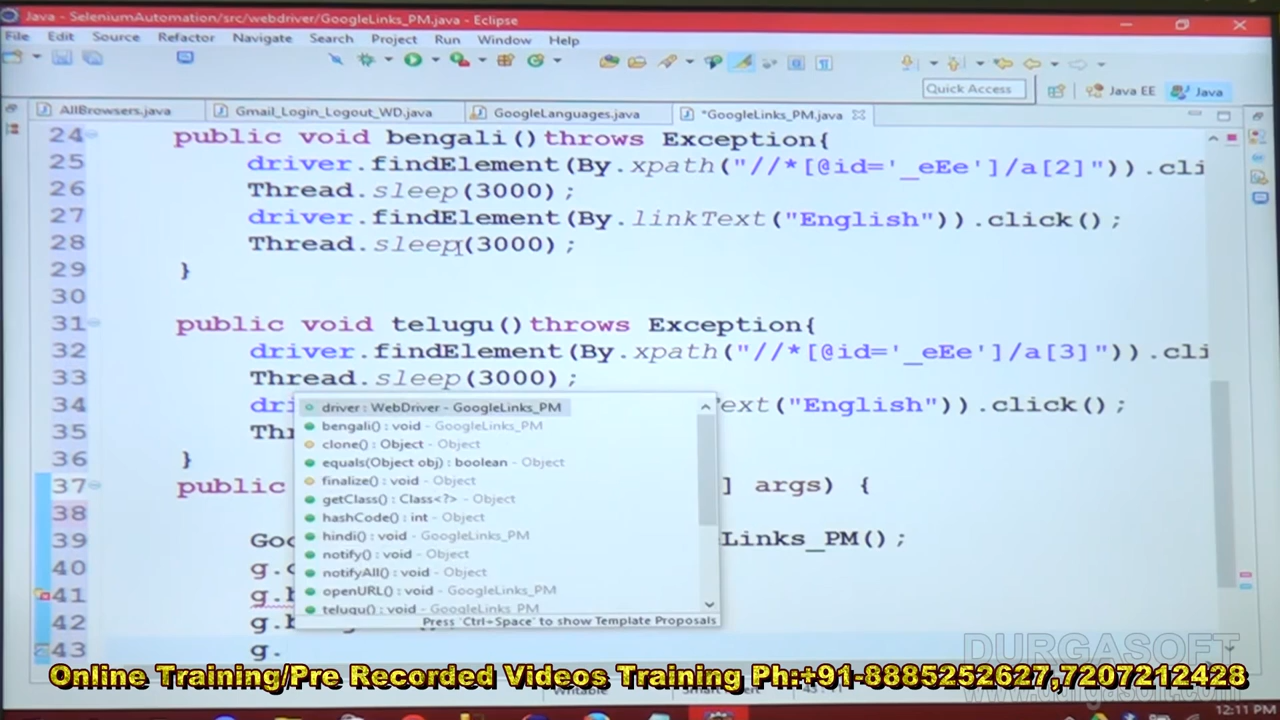 Java - SeleniumAutomation/src/webdriver/GoogleLinks_PM.java - Eclipse
File Edit Source Refactor Navigate Search Project Run Window Help
Quick Access Java EE Java
AllBrowsers.java Gmail_Login_Logout_WD.java GoogleLanguages.java *GoogleLinks_PM.java
24 public void bengali()throws Exception{
25 driver.findElement(By.xpath("//*[@id='_eEe']/a[2]")).cli
26 Thread.sleep(3000);
27 driver.findElement(By.linkText("English")).click();
28 Thread.sleep(3000);
29 }
30
31 public void telugu()throws Exception{
32 driver.findElement(By.xpath("//*[@id='_eEe']/a[3]")).cli
33 Thread.sleep(3000);
34 dri ext("English")).click();
35 Thr
36 }
37 public ] args) {
38
39 Goo Links_PM();
40 g.
41 g.
42 g.
43 g.
driver : WebDriver - GoogleLinks_PM
bengali() : void - GoogleLinks_PM
clone() : Object - Object
equals(Object obj) : boolean - Object
finalize() : void - Object
getClass() : Class<?> - Object
hashCode() : int - Object
hindi() : void - GoogleLinks_PM
notify() : void - Object
notifyAll() : void - Object
openURL() : void - GoogleLinks_PM
telugu() : void - GoogleLinks_PM
Press 'Ctrl+Space' to show Template Proposals
DURGASOFT
Online Training/Pre Recorded Videos Training Ph:+91-8885252627,7207212428
Writable
12:11 PM